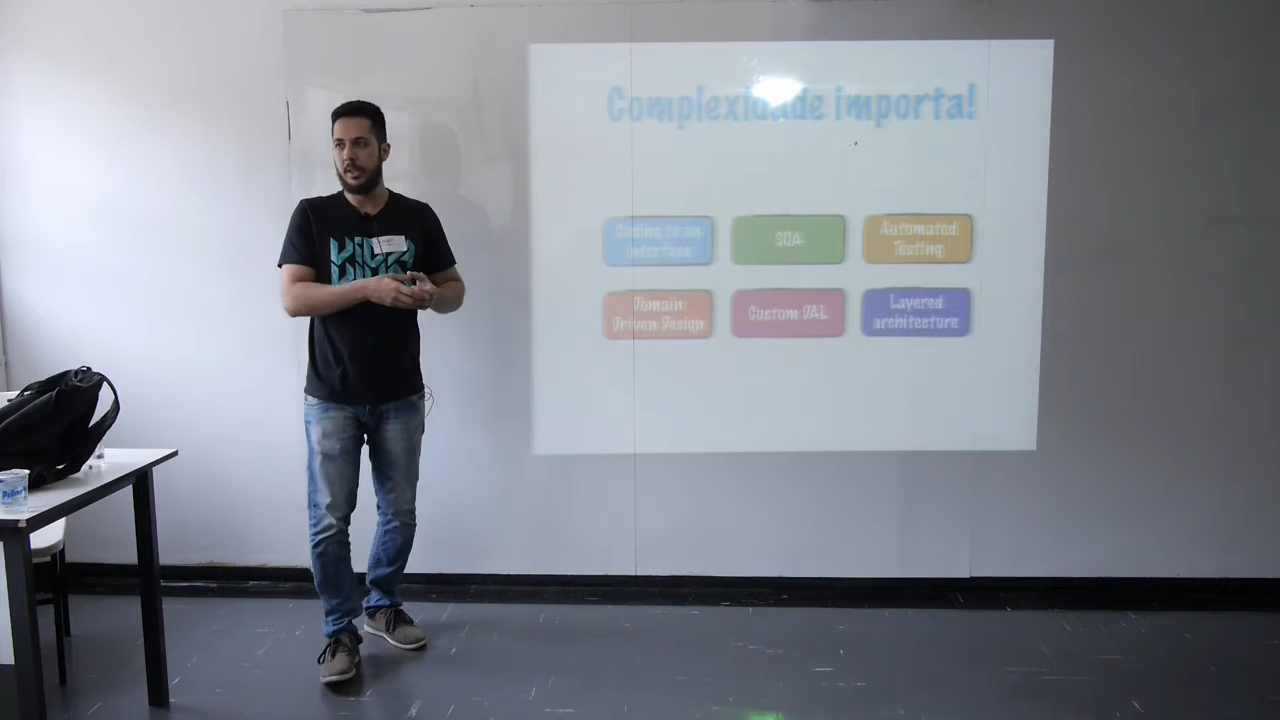 Complexidade importa!
Coding to an
interface
SOA
Automated
Testing
Domain
Driven Design
Custom DAL
Layered
architecture